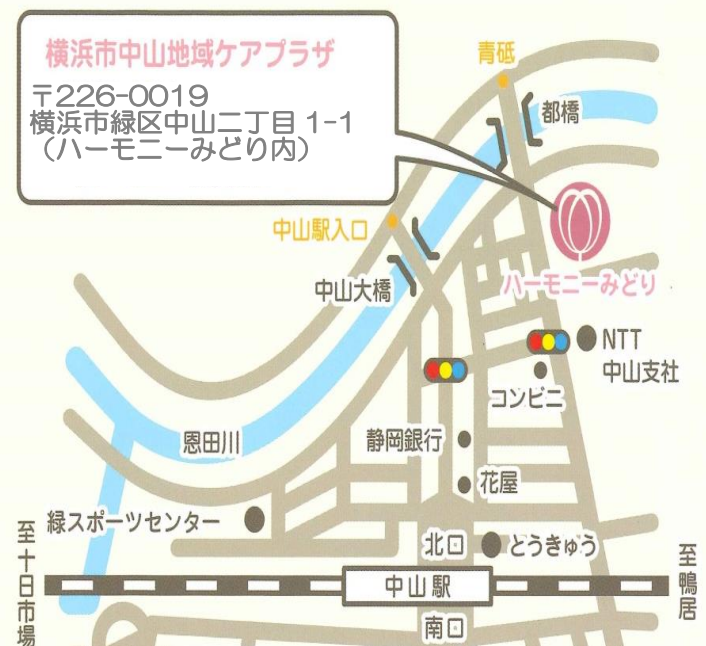 横浜市中山地域ケアプラザ
〒226-0019
横浜市緑区中山二丁目1-1
（ハーモニーみどり内）
青砥
都橋
中山駅入口
中山大橋
ハーモニーみどり
NTT
中山支社
コンビニ
恩田川
静岡銀行
花屋
緑スポーツセンター
北口
とうきゅう
至十日市場
中山駅
至鴨居
南口